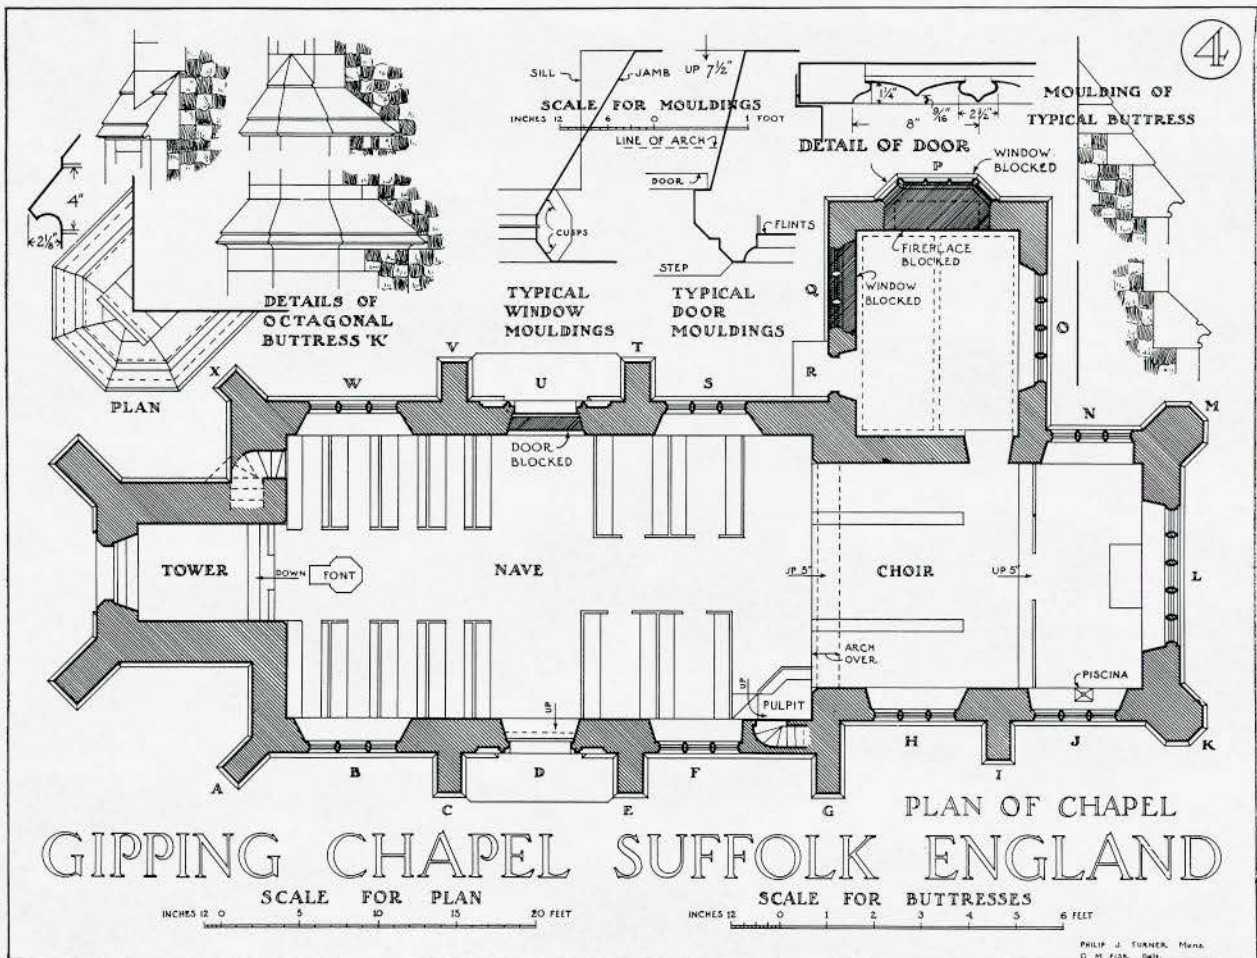 4
SILL
JAMB
UP 7½"
SCALE FOR MOULDINGS
INCHES 12 6 0 1 FOOT
LINE OF ARCH
DOOR
CUSPS
FLINTS
STEP
TYPICAL
WINDOW
MOULDINGS
TYPICAL
DOOR
MOULDINGS
1¼"
9/16
2½"
8"
DETAIL OF DOOR
MOULDING OF
TYPICAL BUTTRESS
4"
2⅛"
DETAILS OF
OCTAGONAL
BUTTRESS 'K'
PLAN
P
WINDOW
BLOCKED
FIREPLACE
BLOCKED
Q
WINDOW
BLOCKED
O
R
X
W
V
U
T
S
N
M
DOOR
BLOCKED
TOWER
DOWN
FONT
NAVE
UP 5"
CHOIR
UP 5"
L
ARCH
OVER
PISCINA
UP
PULPIT
UP
A
B
C
D
E
F
G
H
I
J
K
PLAN OF CHAPEL
GIPPING CHAPEL SUFFOLK ENGLAND
SCALE FOR PLAN
INCHES 12 0 5 10 15 20 FEET
SCALE FOR BUTTRESSES
INCHES 12 0 1 2 3 4 5 6 FEET
PHILIP J. TURNER Mens.
FISK Delt.